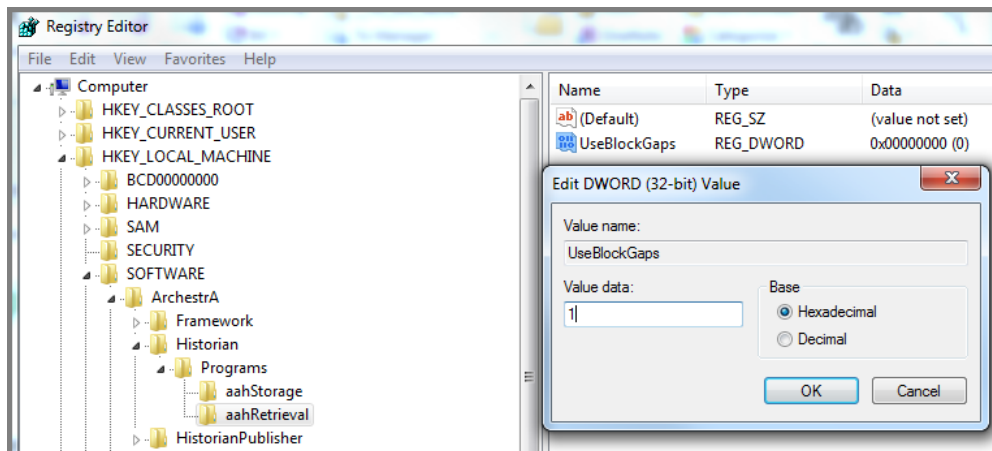 Registry Editor
File Edit View Favorites Help
Computer
HKEY_CLASSES_ROOT
HKEY_CURRENT_USER
HKEY_LOCAL_MACHINE
BCD00000000
HARDWARE
SAM
SECURITY
SOFTWARE
ArchestrA
Framework
Historian
Programs
aahStorage
aahRetrieval
HistorianPublisher
Name Type Data
(Default) REG_SZ (value not set)
UseBlockGaps REG_DWORD 0x00000000 (0)
Edit DWORD (32-bit) Value
Value name:
UseBlockGaps
Value data:
1
Base
Hexadecimal
Decimal
OK Cancel